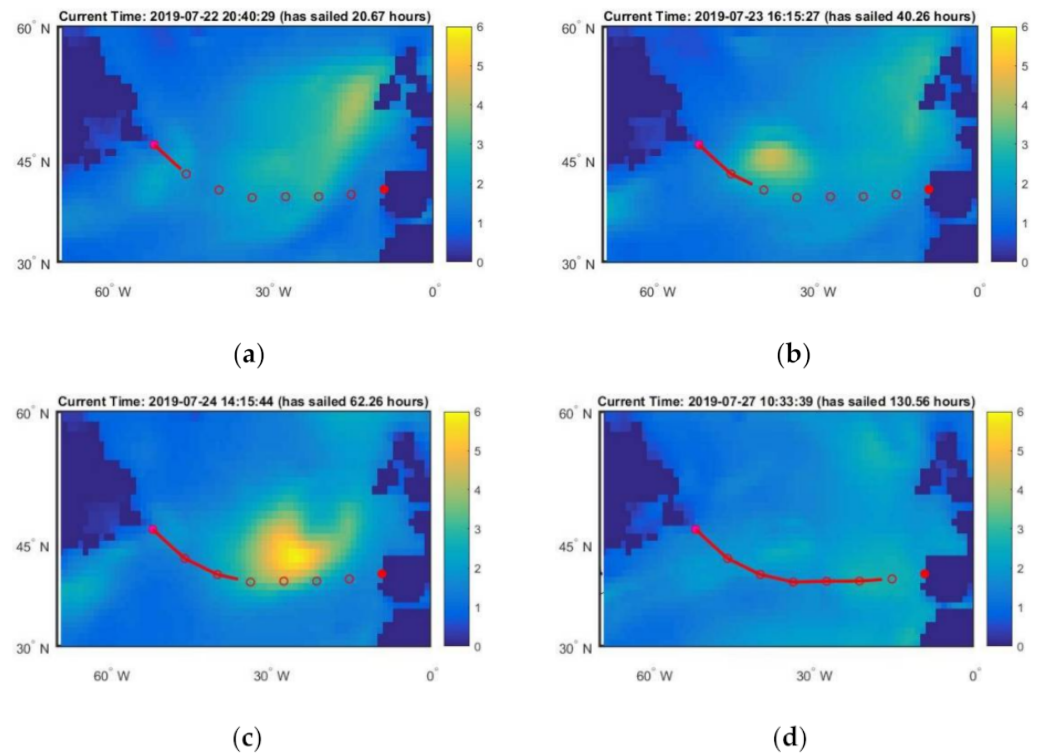 Current Time: 2019-07-22 20:40:29 (has sailed 20.67 hours)
60° N
45° N
30° N
60° W
30° W
0°
6
5
4
3
2
1
0
(a)
Current Time: 2019-07-23 16:15:27 (has sailed 40.26 hours)
60° N
45° N
30° N
60° W
30° W
0°
6
5
4
3
2
1
0
(b)
Current Time: 2019-07-24 14:15:44 (has sailed 62.26 hours)
60° N
45° N
30° N
60° W
30° W
0°
6
5
4
3
2
1
0
(c)
Current Time: 2019-07-27 10:33:39 (has sailed 130.56 hours)
60° N
45° N
30° N
60° W
30° W
0°
6
5
4
3
2
1
0
(d)